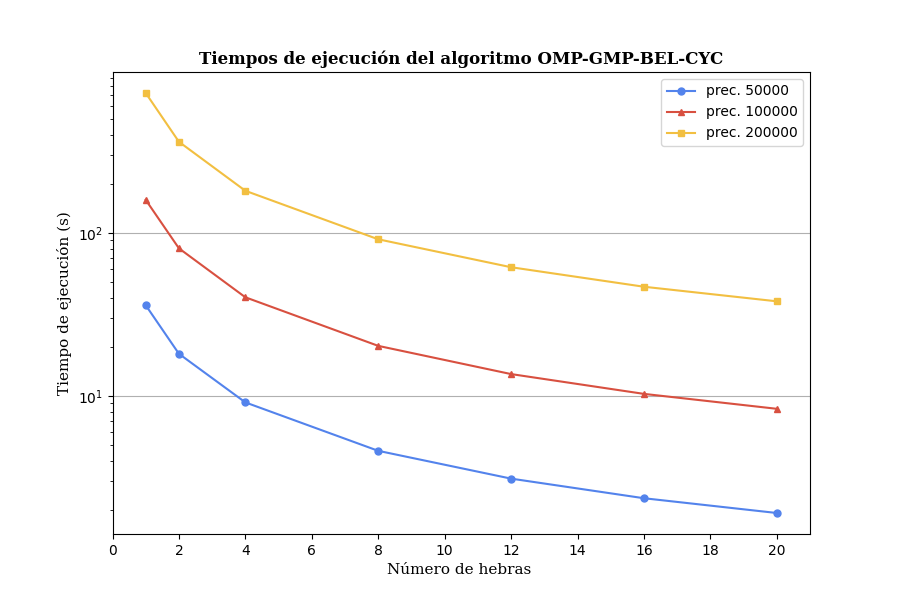 Tiempos de ejecución del algoritmo OMP-GMP-BEL-CYC
prec. 50000
prec. 100000
prec. 200000
Tiempo de ejecución (s)
10²
10¹
0 2 4 6 8 10 12 14 16 18 20
Número de hebras